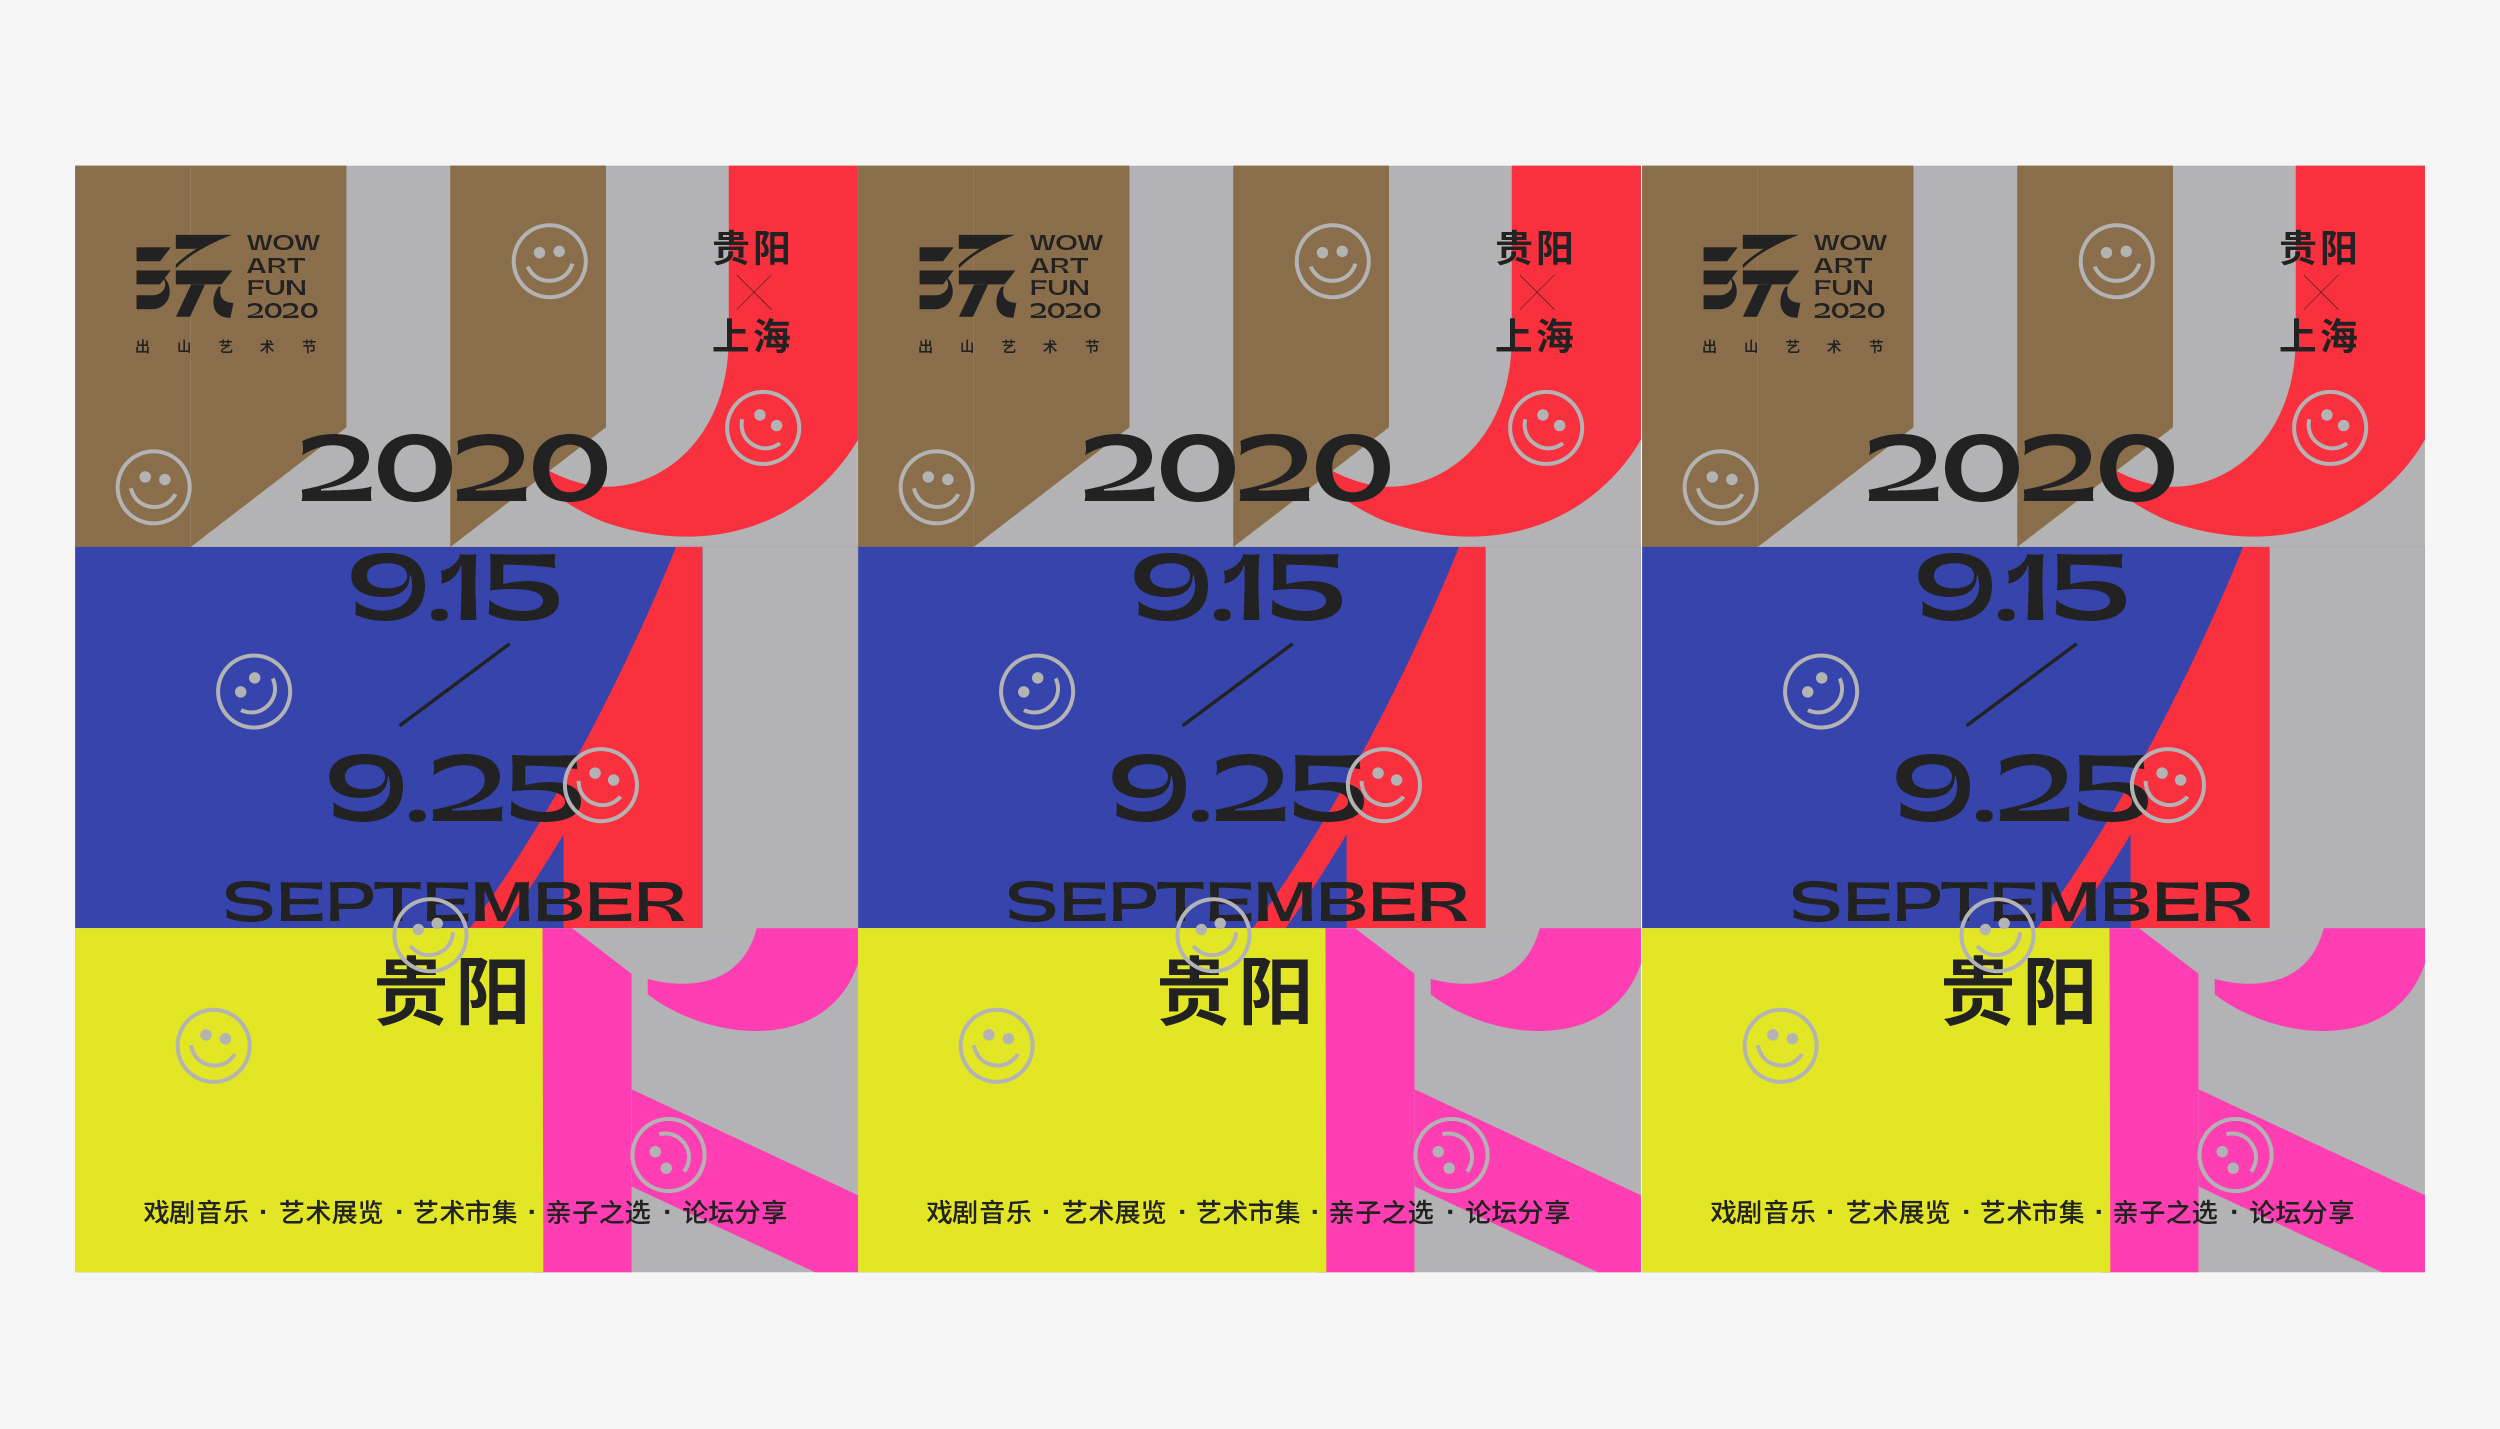 玩
WOW
ART
FUN
2020
出山艺术节
贵阳
×
上海
2020
9.15
/
9.25
SEPTEMBER
贵阳
戏剧音乐 · 艺术展览 · 艺术市集 · 亲子之选 · 论坛分享
玩
WOW
ART
FUN
2020
出山艺术节
贵阳
×
上海
2020
9.15
/
9.25
SEPTEMBER
贵阳
戏剧音乐 · 艺术展览 · 艺术市集 · 亲子之选 · 论坛分享
玩
WOW
ART
FUN
2020
出山艺术节
贵阳
×
上海
2020
9.15
/
9.25
SEPTEMBER
贵阳
戏剧音乐 · 艺术展览 · 艺术市集 · 亲子之选 · 论坛分享